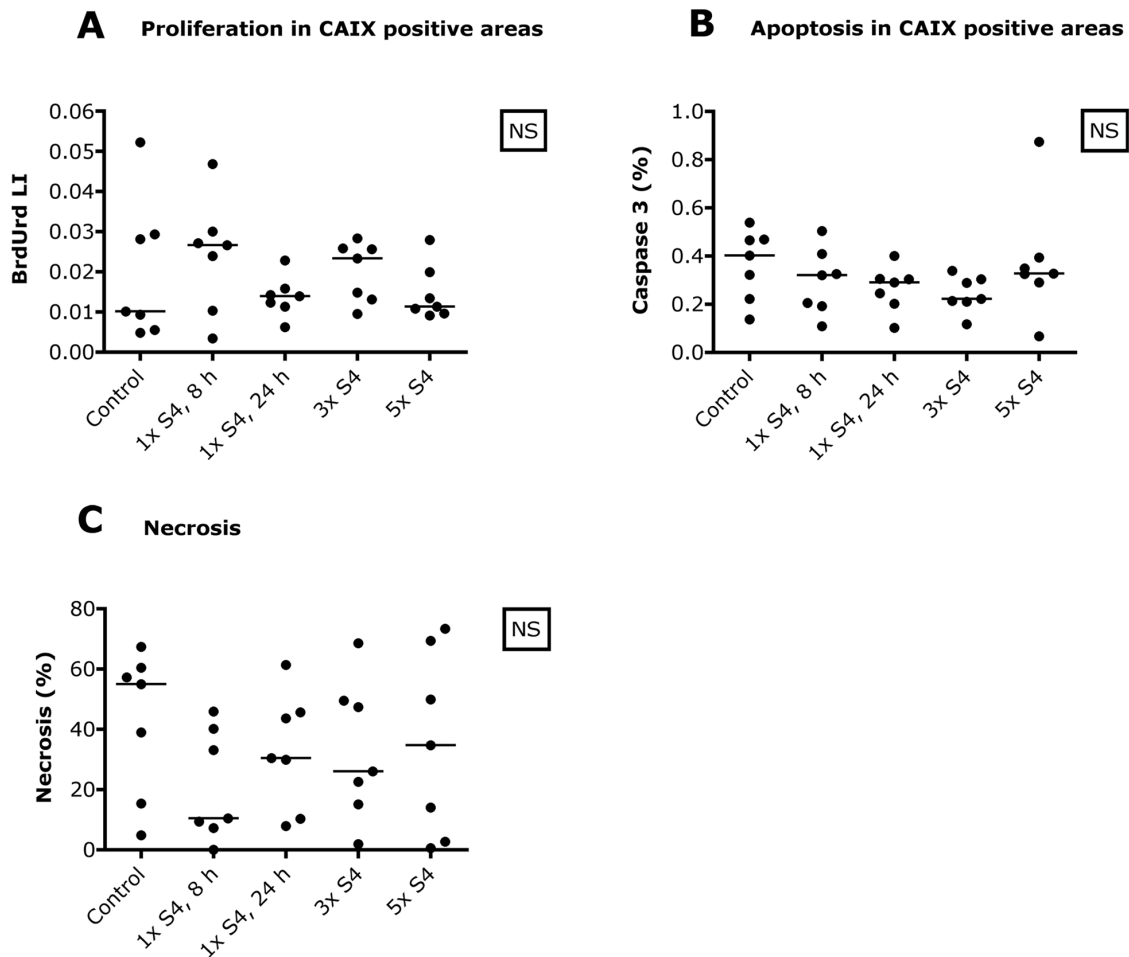 A Proliferation in CAIX positive areas
NS
BrdUrd LI
0.06
0.05
0.04
0.03
0.02
0.01
0.00
Control
1x S4, 8 h
1x S4, 24 h
3x S4
5x S4
B Apoptosis in CAIX positive areas
NS
Caspase 3 (%)
1.0
0.8
0.6
0.4
0.2
0.0
Control
1x S4, 8 h
1x S4, 24 h
3x S4
5x S4
C Necrosis
NS
Necrosis (%)
80
60
40
20
0
Control
1x S4, 8 h
1x S4, 24 h
3x S4
5x S4